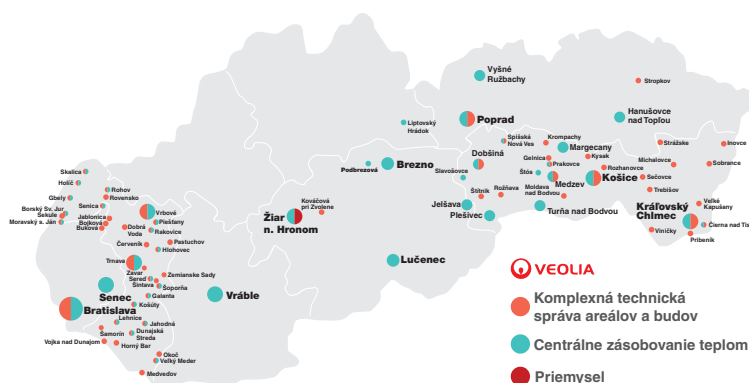 Vyšné
Ružbachy
Stropkov
Hanušovce
nad Topľou
Liptovský
Hrádok
Poprad
Spišská
Nová Ves
Krompachy
Margecany
Strážske
Inovce
Dobšiná
Gelnica
Prakovce
Kysak
Rozhanovce
Michalovce
Sobrance
Podbrezová
Brezno
Slavošovce
Štós
Medzev
Košice
Sečovce
Trebišov
Štítnik
Rožňava
Moldava
nad Bodvou
Jelšava
Plešivec
Turňa nad Bodvou
Kráľovský
Chlmec
Veľké
Kapušany
Čierna nad Tis
Viničky
Pribeník
Skalica
Holíč
Gbely
Rohov
Rovensko
Senica
Borský Sv. Jur
Sekule
Moravský s. Ján
Jablonica
Bojková
Buková
Vrbové
Piešťany
Dobrá
Voda
Rakovice
Pastuchov
Červeník
Hlohovec
Kováčová
pri Zvolene
Žiar
n. Hronom
Lučenec
Trnava
Zavar
Zemianske Sady
Sereď
Šintava
Šoporňa
Galanta
Senec
Bratislava
Košúty
Vráble
Lehnice
Jahodná
Šamorín
Dunajská
Streda
Vojka nad Dunajom
Horný Bar
Okoč
Veľký Meder
Medveďov
VEOLIA
Komplexná technická
správa areálov a budov
Centrálne zásobovanie teplom
Priemysel